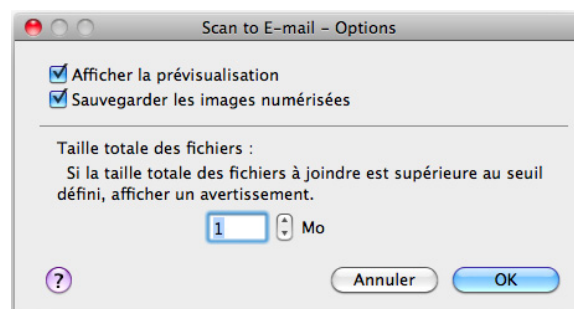 Scan to E-mail – Options
Afficher la prévisualisation
Sauvegarder les images numérisées
Taille totale des fichiers :
Si la taille totale des fichiers à joindre est supérieure au seuil
défini, afficher un avertissement.
1 Mo
? Annuler OK